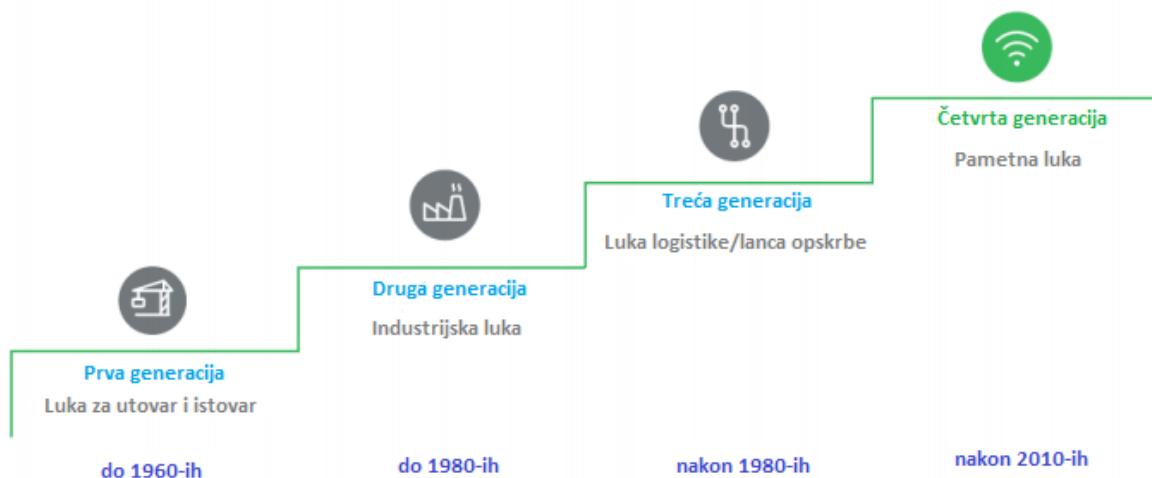 Prva generacija
Luka za utovar i istovar
do 1960-ih
Druga generacija
Industrijska luka
do 1980-ih
Treća generacija
Luka logistike/lanca opskrbe
nakon 1980-ih
Četvrta generacija
Pametna luka
nakon 2010-ih